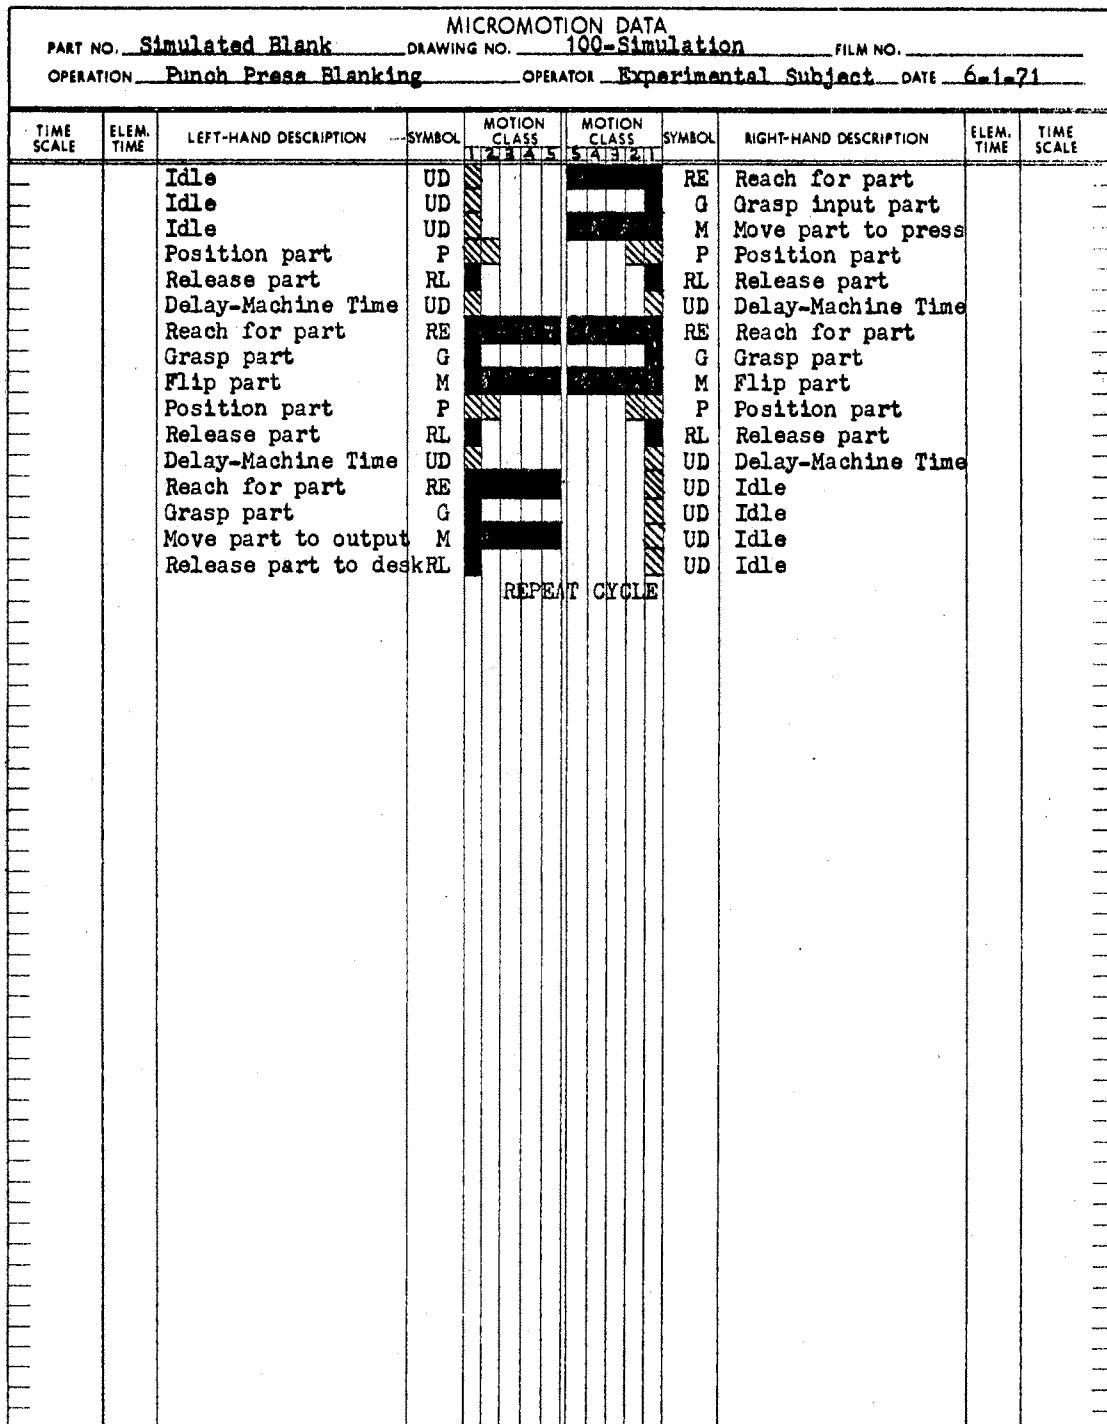 MICROMOTION DATA
PART NO. Simulated Blank DRAWING NO. 100-Simulation FILM NO.
OPERATION Punch Press Blanking OPERATOR Experimental Subject DATE 6-1-71
TIME SCALE ELEM. TIME LEFT-HAND DESCRIPTION SYMBOL MOTION CLASS MOTION CLASS SYMBOL RIGHT-HAND DESCRIPTION ELEM. TIME TIME SCALE
1 2 3 4 5 5 4 3 2 1
Idle UD RE Reach for part
Idle UD G Grasp input part
Idle UD M Move part to press
Position part P P Position part
Release part RL RL Release part
Delay-Machine Time UD UD Delay-Machine Time
Reach for part RE RE Reach for part
Grasp part G G Grasp part
Flip part M M Flip part
Position part P P Position part
Release part RL RL Release part
Delay-Machine Time UD UD Delay-Machine Time
Reach for part RE UD Idle
Grasp part G UD Idle
Move part to output M UD Idle
Release part to desk RL UD Idle
REPEAT CYCLE